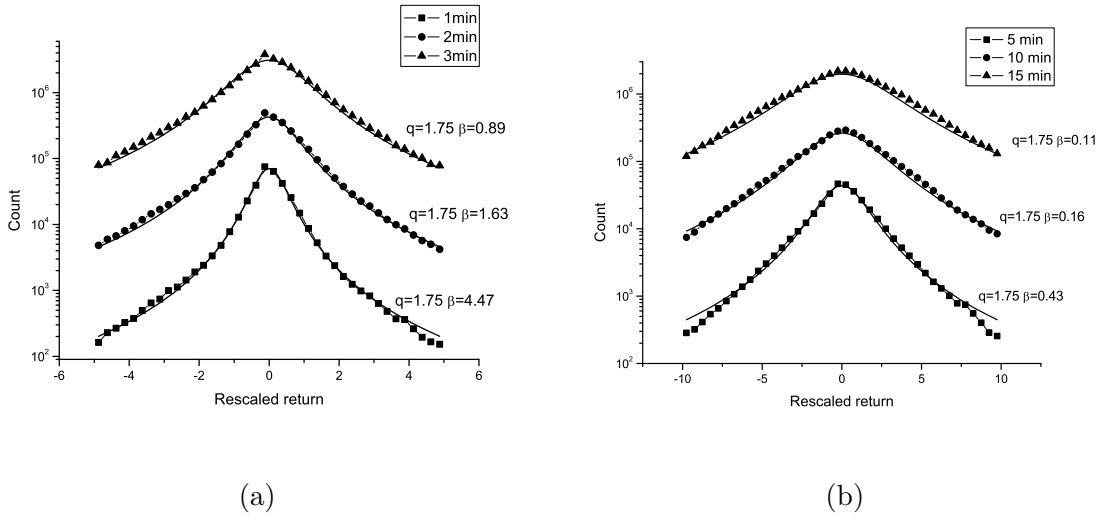 1min
2min
3min
10^6
10^5
10^4
10^3
10^2
Count
q=1.75 β=0.89
q=1.75 β=1.63
q=1.75 β=4.47
-6 -4 -2 0 2 4 6
Rescaled return
(a)
5 min
10 min
15 min
10^6
10^5
10^4
10^3
10^2
Count
q=1.75 β=0.11
q=1.75 β=0.16
q=1.75 β=0.43
-10 -5 0 5 10
Rescaled return
(b)